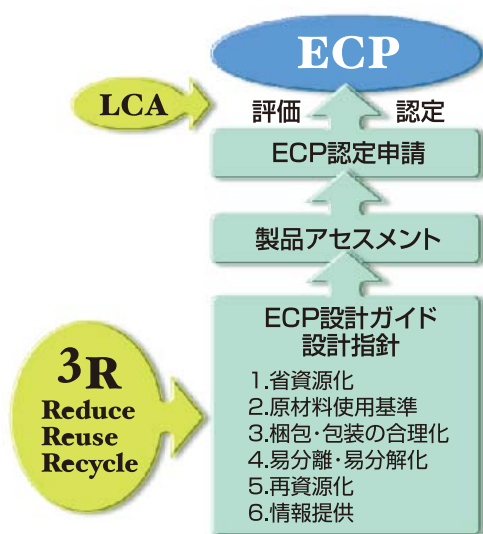 ECP
LCA
評価 認定
ECP認定申請
製品アセスメント
ECP設計ガイド
設計指針
1.省資源化
2.原材料使用基準
3.梱包・包装の合理化
4.易分離・易分解化
5.再資源化
6.情報提供
3R
Reduce
Reuse
Recycle